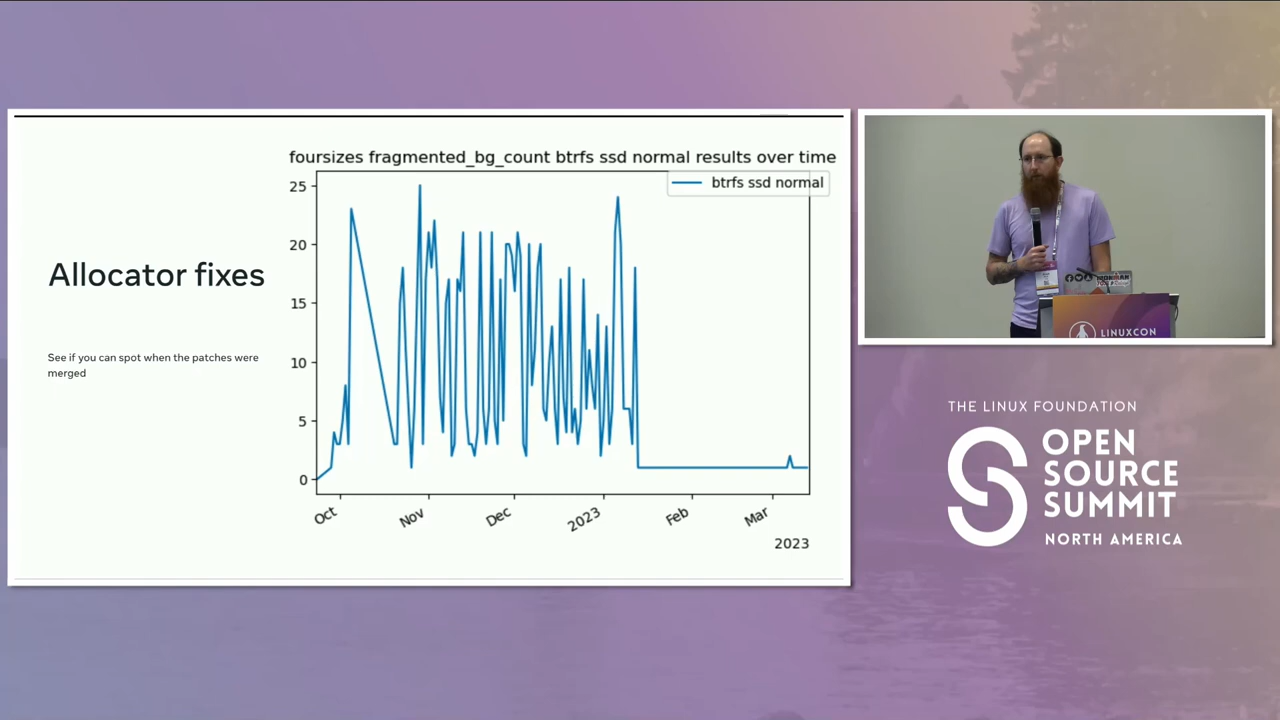 foursizes fragmented_bg_count btrfs ssd normal results over time
btrfs ssd normal
25
20
15
10
5
0
Oct
Nov
Dec
2023
Feb
Mar
2023
Allocator fixes
See if you can spot when the patches were
merged
LINUXCON
THE LINUX FOUNDATION
OPEN
SOURCE
SUMMIT
NORTH AMERICA